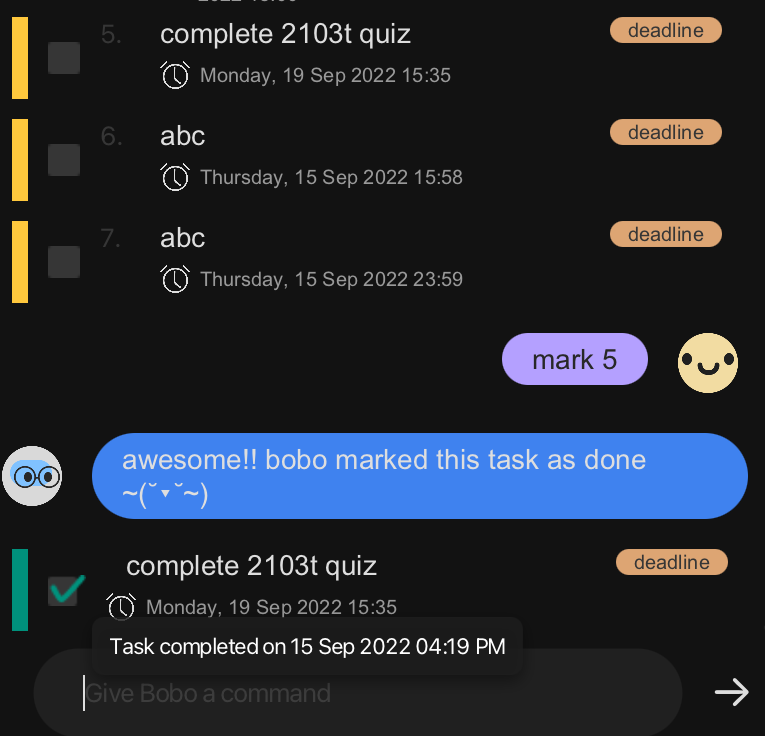 5. complete 2103t quiz deadline
Monday, 19 Sep 2022 15:35
6. abc deadline
Thursday, 15 Sep 2022 15:58
7. abc deadline
Thursday, 15 Sep 2022 23:59
mark 5
awesome!! bobo marked this task as done
~(˘▾˘~)
complete 2103t quiz deadline
Monday, 19 Sep 2022 15:35
Task completed on 15 Sep 2022 04:19 PM
Give Bobo a command